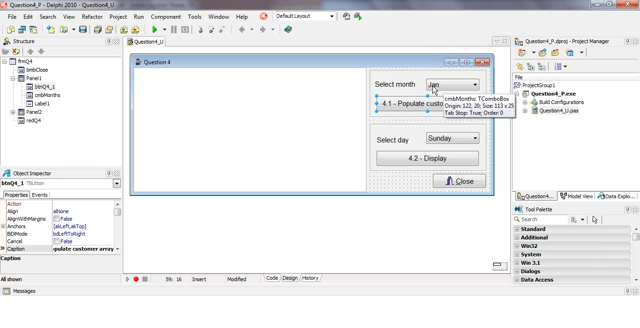 Question4_P - Delphi 2010 - Question4_U
File Edit Search View Refactor Project Run Component Tools Window Help
Default Layout
Structure
frmQ4
bmbClose
Panel1
btnQ4_1
cmbMonths
Label1
Panel2
redQ4
Object Inspector
btnQ4_1 TButton
Properties Events
Action
Align alNone
AlignWithMargins False
Anchors [akLeft,akTop]
BiDiMode bdLeftToRight
Cancel False
Caption opulate customer array
Caption
All shown
Question4_U
Question 4
Select month Jan
4.1 - Populate custo
cmbMonths: TComboBox
Origin: 122, 20; Size: 113 x 25
Tab Stop: True; Order: 0
Select day Sunday
4.2 - Display
Close
59: 16 Insert Modified Code Design History
Question4_P.dproj - Project Manager
File
ProjectGroup1
Question4_P.exe
Build Configurations
Question4_U.pas
Question4... Model View Data Explo...
Tool Palette
Search
Standard
Additional
Win32
System
Win 3.1
Dialogs
Data Access
Messages